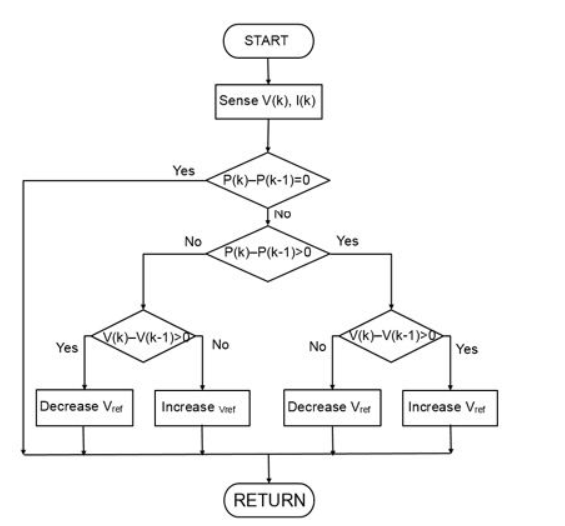 START
Sense V(k), I(k)
Yes
P(k)–P(k-1)=0
No
No
P(k)–P(k-1)>0
Yes
Yes
V(k)–V(k-1)>0
No
No
V(k)–V(k-1)>0
Yes
Decrease Vref
Increase Vref
Decrease Vref
Increase Vref
RETURN